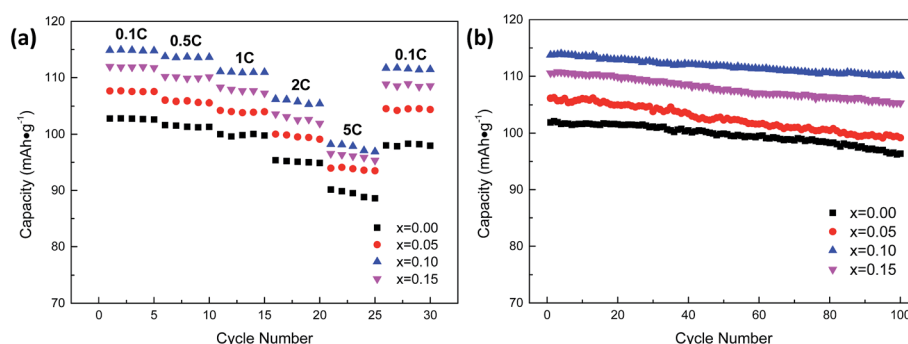 (a)
0.1C
0.5C
1C
2C
5C
0.1C
120
110
100
90
80
70
Capacity (mAh•g⁻¹)
x=0.00
x=0.05
x=0.10
x=0.15
0 5 10 15 20 25 30
Cycle Number
(b)
120
110
100
90
80
70
Capacity (mAh•g⁻¹)
x=0.00
x=0.05
x=0.10
x=0.15
0 20 40 60 80 100
Cycle Number